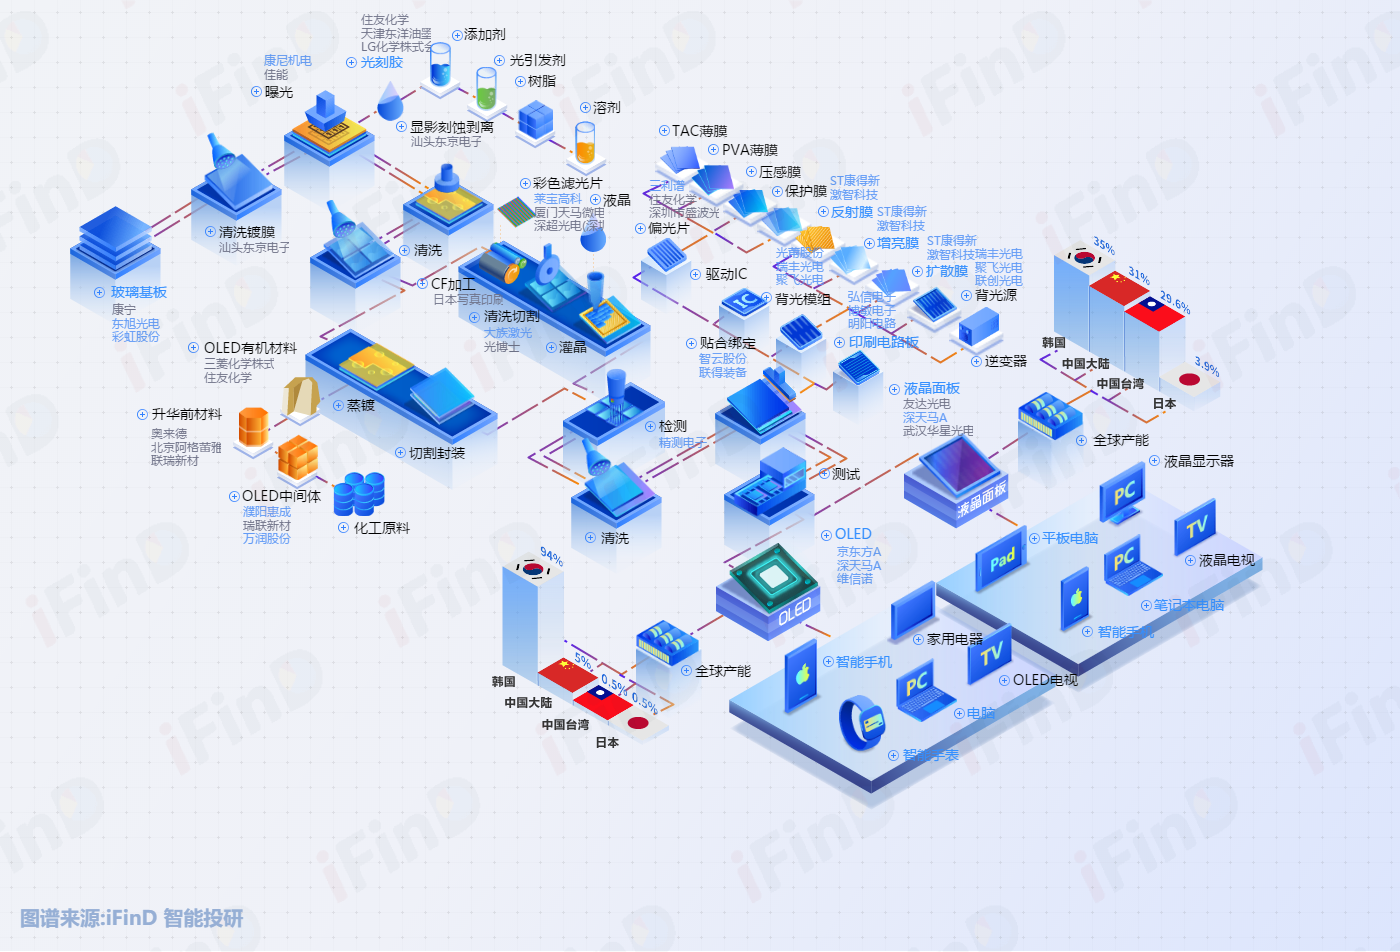 住友化学
天津东洋油墨
LG化学株式会
光刻胶
添加剂
光引发剂
树脂
溶剂
康尼机电
佳能
曝光
显影刻蚀剥离
汕头东京电子
清洗镀膜
汕头东京电子
玻璃基板
康宁
东旭光电
彩虹股份
清洗
彩色滤光片
莱宝高科
厦门天马微电
深超光电(深圳
液晶
CF加工
日本写真印刷
清洗切割
大族激光
光博士
灌晶
TAC薄膜
PVA薄膜
压感膜
保护膜
ST康得新
激智科技
反射膜
ST康得新
激智科技
增亮膜
ST康得新
激智科技
扩散膜
瑞丰光电
聚飞光电
联创光电
背光源
逆变器
三利谱
住友化学
深圳市盛波光
偏光片
驱动IC
IC
光莆股份
瑞丰光电
聚飞光电
背光模组
弘信电子
博敏电子
明阳电路
印刷电路板
贴合绑定
智云股份
联得装备
液晶面板
友达光电
深天马A
武汉华星光电
液晶面板
35%
31%
29.6%
3.9%
韩国
中国大陆
中国台湾
日本
全球产能
OLED有机材料
三菱化学株式
住友化学
升华前材料
奥来德
北京阿格蕾雅
联瑞新材
OLED中间体
濮阳惠成
瑞联新材
万润股份
化工原料
蒸镀
切割封装
检测
精测电子
清洗
测试
OLED
京东方A
深天马A
维信诺
OLED
94%
5%
0.5%
0.5%
韩国
中国大陆
中国台湾
日本
全球产能
液晶显示器
PC
TV
液晶电视
平板电脑
Pad
PC
笔记本电脑
智能手机
家用电器
智能手机
TV
OLED电视
PC
电脑
智能手表
图谱来源:iFinD 智能投研
iFinD